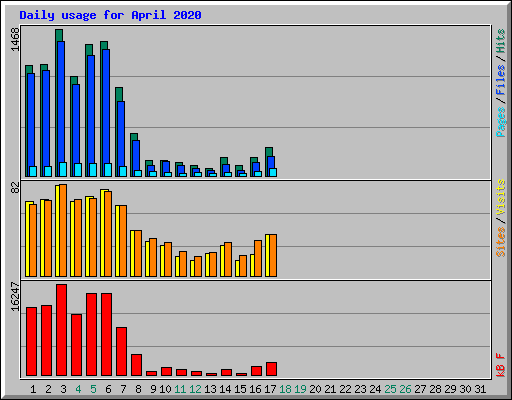 Daily usage for April 2020
1468
Pages/Files/Hits
82
Sites/Visits
16247
kB F
1 2 3 4 5 6 7 8 9 10 11 12 13 14 15 16 17 18 19 20 21 22 23 24 25 26 27 28 29 30 31